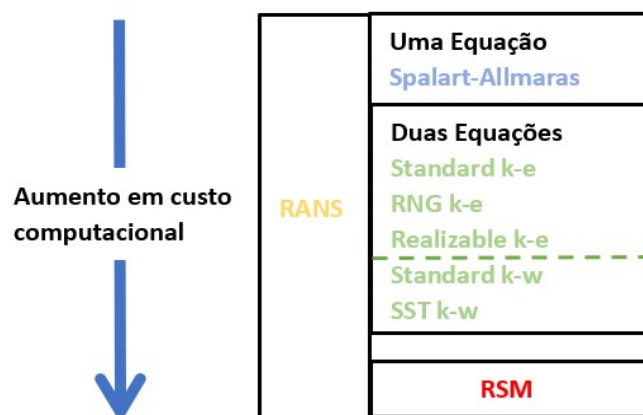 Aumento em custo
computacional
RANS
Uma Equação
Spalart-Allmaras
Duas Equações
Standard k-e
RNG k-e
Realizable k-e
Standard k-w
SST k-w
RSM